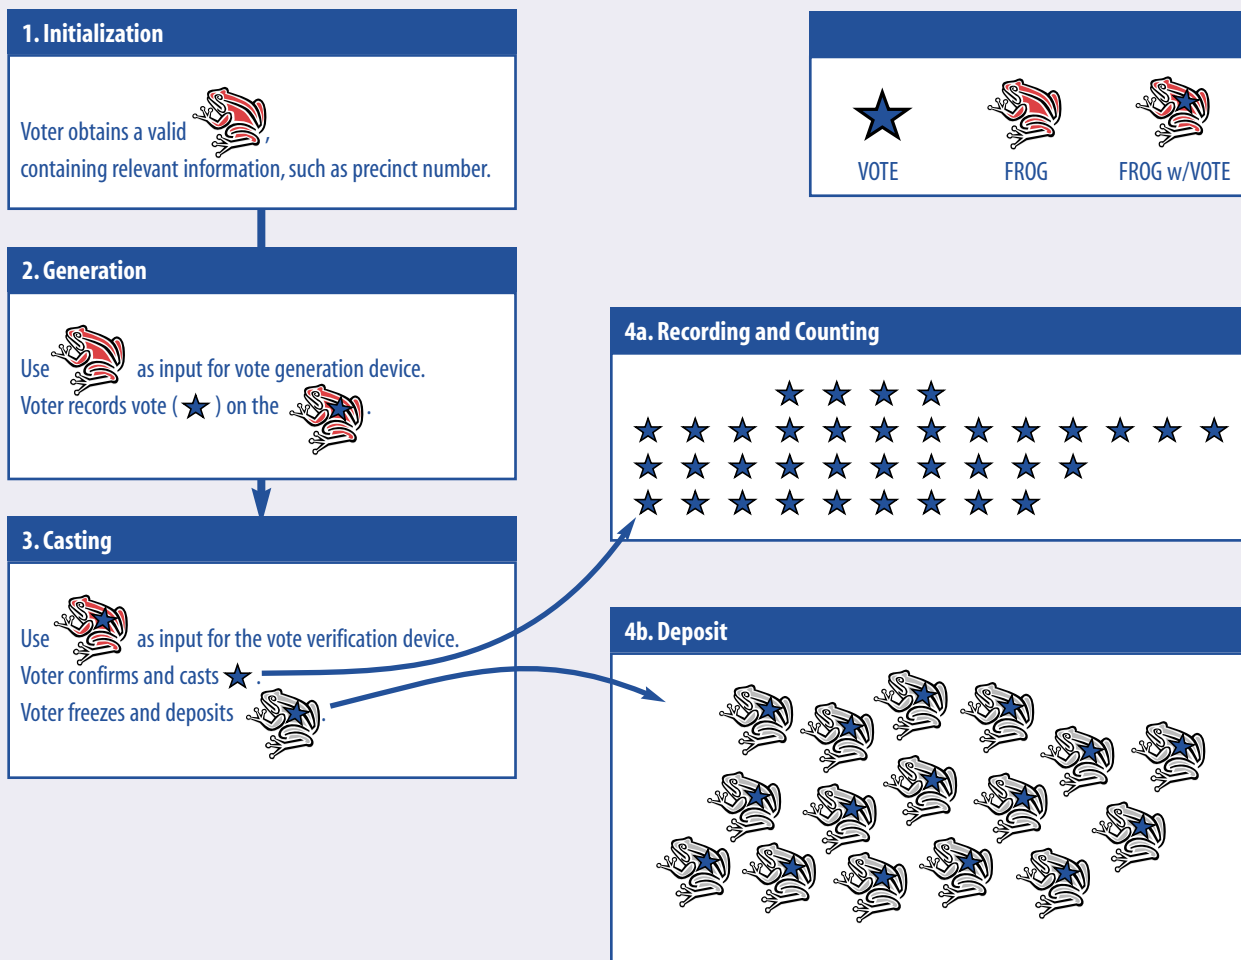 1. Initialization
Voter obtains a valid ,
containing relevant information, such as precinct number.
VOTE
FROG
FROG w/VOTE
2. Generation
Use as input for vote generation device.
Voter records vote ( ) on the .
3. Casting
Use as input for the vote verification device.
Voter confirms and casts .
Voter freezes and deposits .
4a. Recording and Counting
4b. Deposit